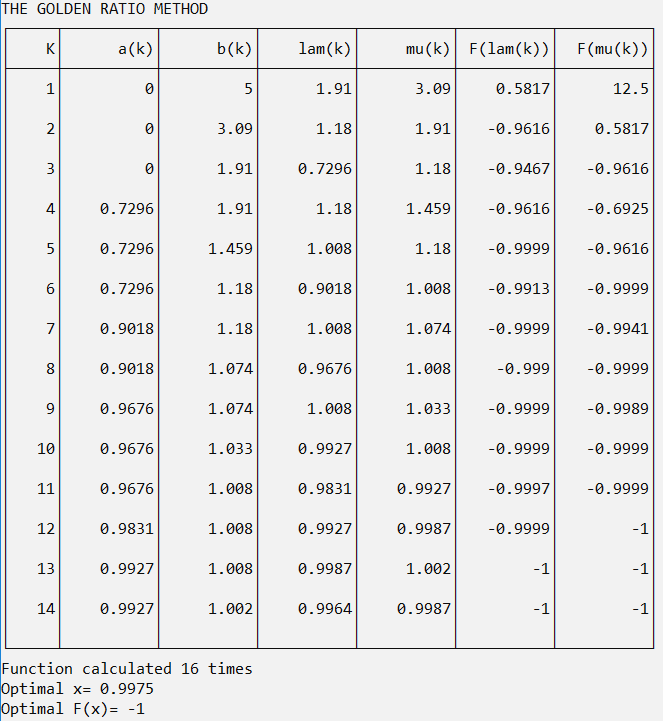 THE GOLDEN RATIO METHOD
K a(k) b(k) lam(k) mu(k) F(lam(k)) F(mu(k))
1 0 5 1.91 3.09 0.5817 12.5
2 0 3.09 1.18 1.91 -0.9616 0.5817
3 0 1.91 0.7296 1.18 -0.9467 -0.9616
4 0.7296 1.91 1.18 1.459 -0.9616 -0.6925
5 0.7296 1.459 1.008 1.18 -0.9999 -0.9616
6 0.7296 1.18 0.9018 1.008 -0.9913 -0.9999
7 0.9018 1.18 1.008 1.074 -0.9999 -0.9941
8 0.9018 1.074 0.9676 1.008 -0.999 -0.9999
9 0.9676 1.074 1.008 1.033 -0.9999 -0.9989
10 0.9676 1.033 0.9927 1.008 -0.9999 -0.9999
11 0.9676 1.008 0.9831 0.9927 -0.9997 -0.9999
12 0.9831 1.008 0.9927 0.9987 -0.9999 -1
13 0.9927 1.008 0.9987 1.002 -1 -1
14 0.9927 1.002 0.9964 0.9987 -1 -1
Function calculated 16 times
Optimal x= 0.9975
Optimal F(x)= -1